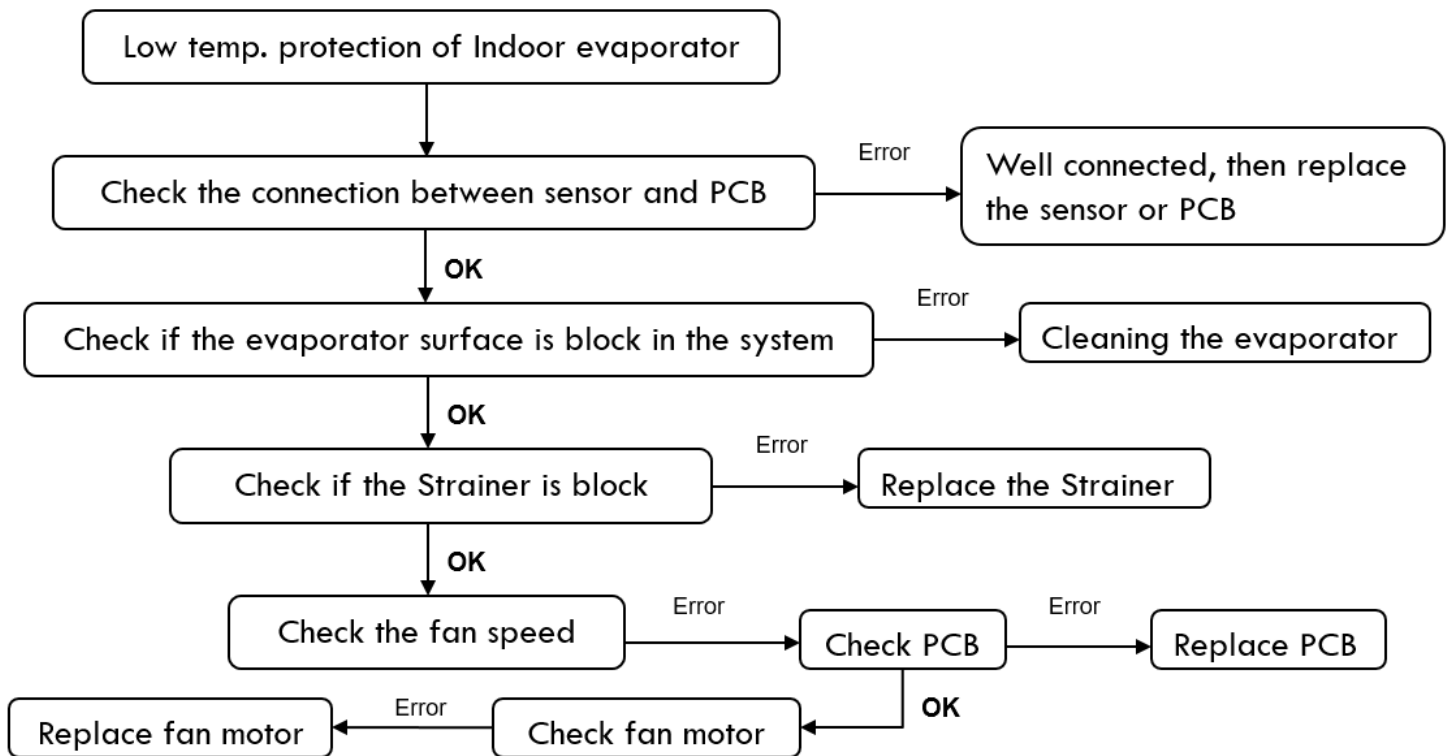 Low temp. protection of Indoor evaporator
Error
Check the connection between sensor and PCB
Well connected, then replace
the sensor or PCB
OK
Error
Check if the evaporator surface is block in the system
Cleaning the evaporator
OK
Error
Check if the Strainer is block
Replace the Strainer
OK
Error
Check the fan speed
Error
Check PCB
Replace PCB
OK
Error
Check fan motor
Replace fan motor